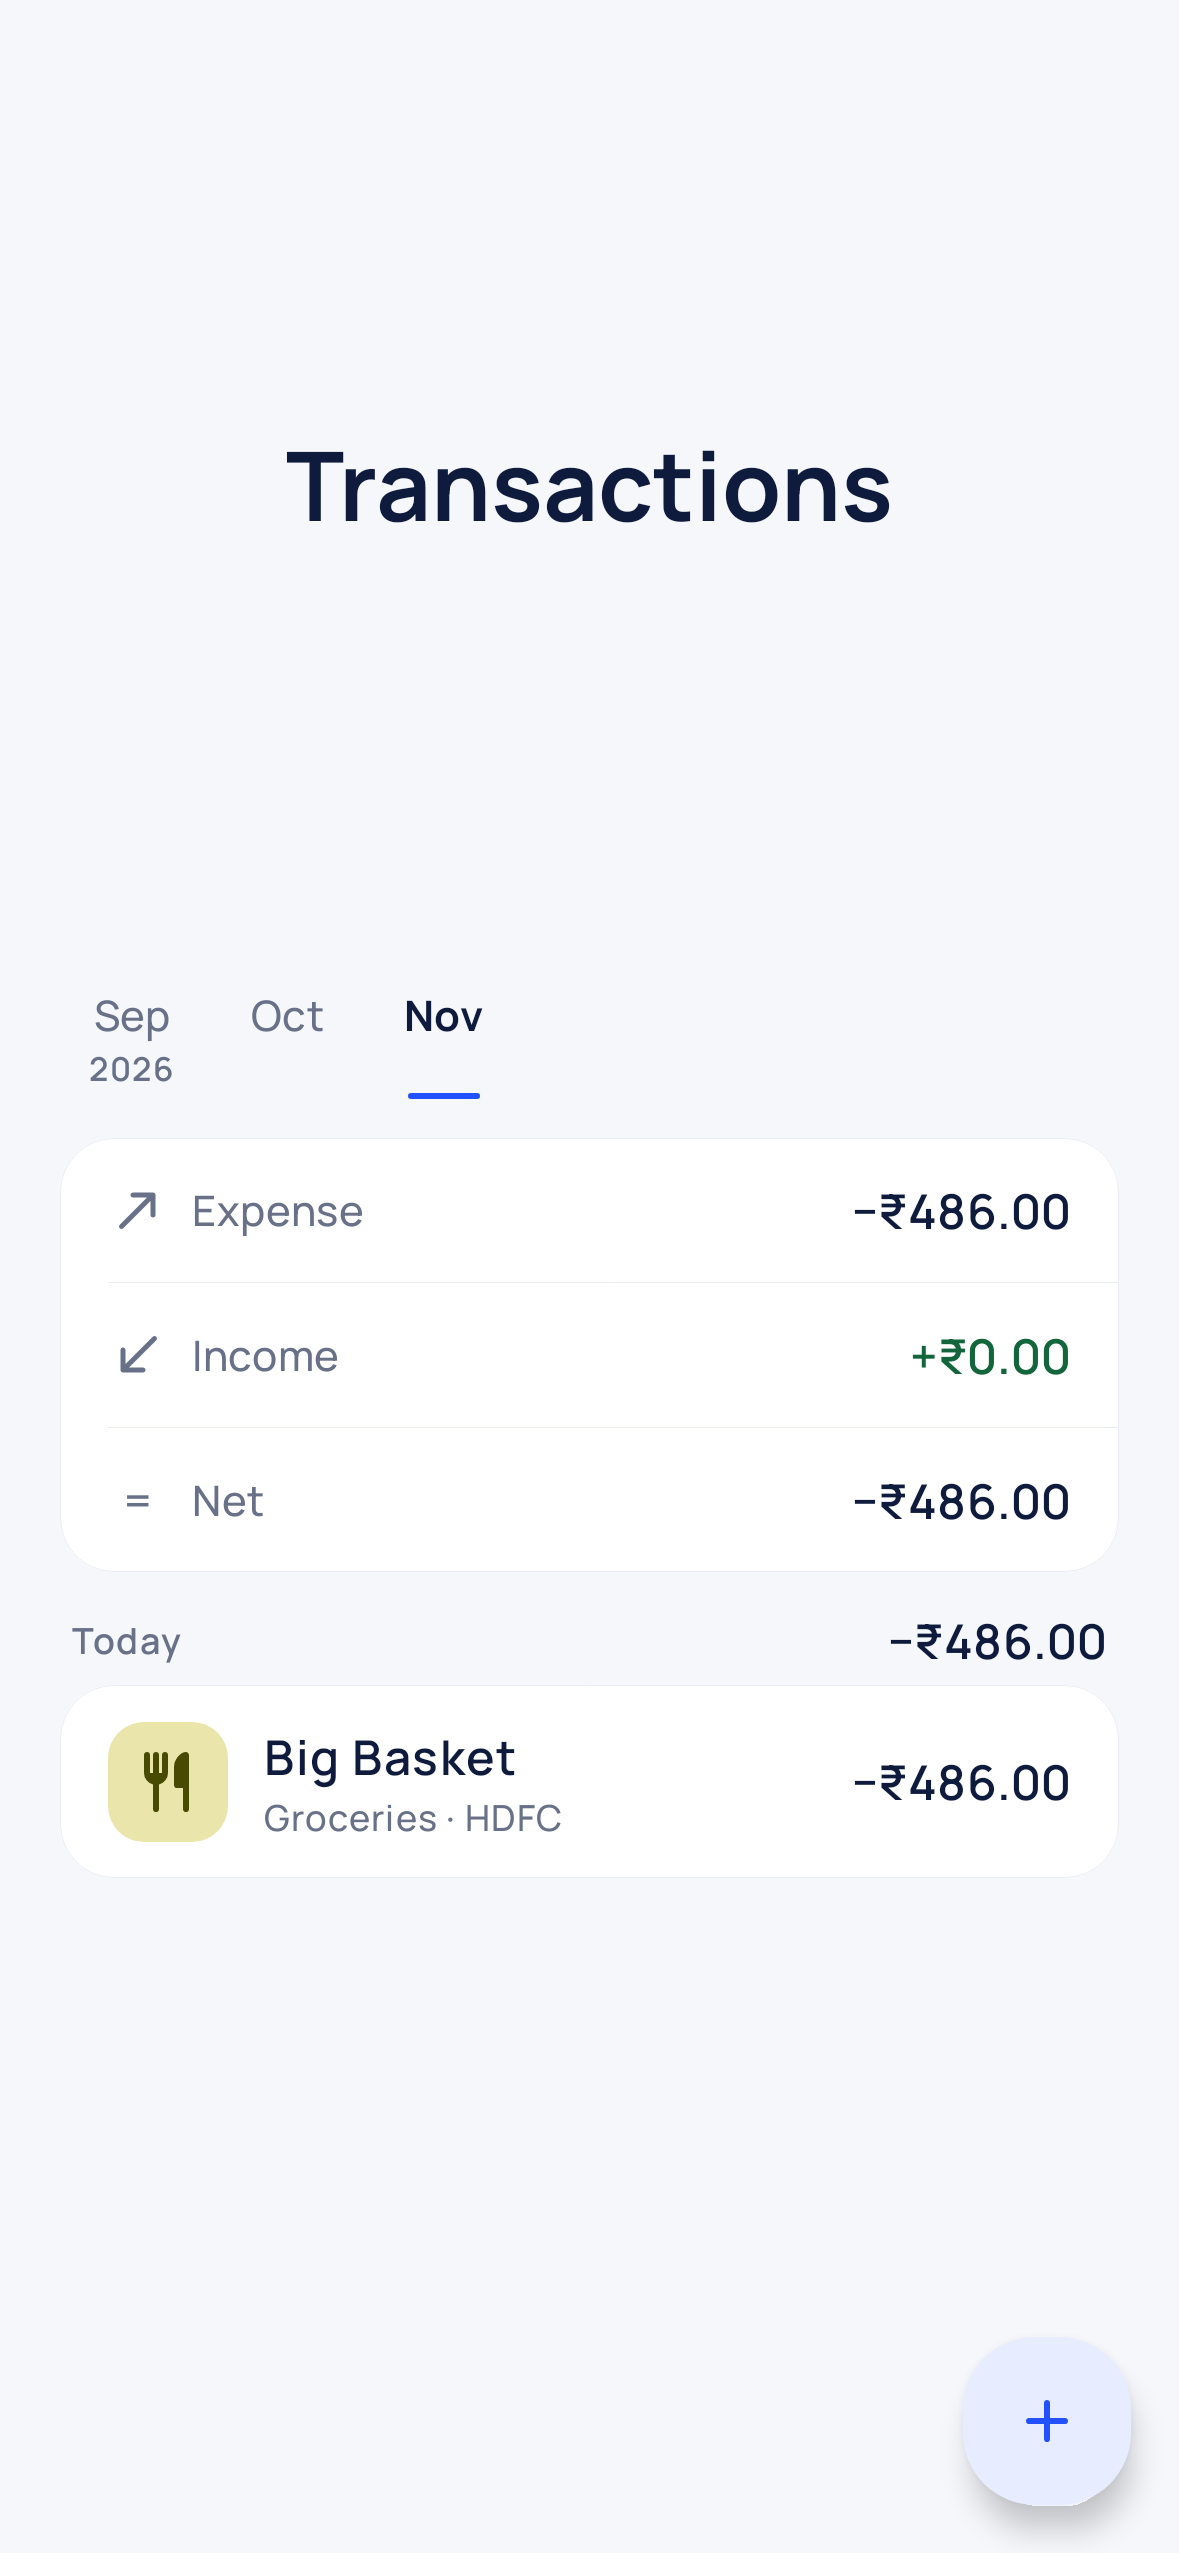 Transactions
Sep Oct Nov
2026
Expense −₹486.00
Income +₹0.00
= Net −₹486.00
Today −₹486.00
Big Basket −₹486.00
Groceries · HDFC
+